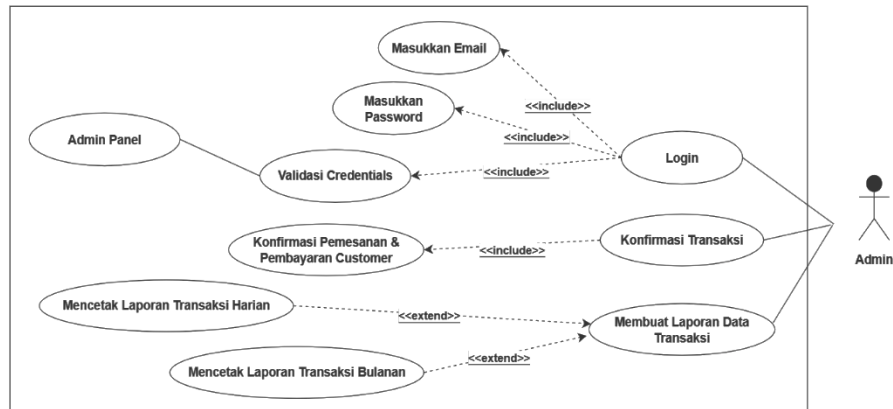 Masukkan Email
<<include>>
Masukkan
Password
<<include>>
Admin Panel
Validasi Credentials
<<include>>
Login
Konfirmasi Pemesanan &
Pembayaran Customer
<<include>>
Konfirmasi Transaksi
Admin
Mencetak Laporan Transaksi Harian
<<extend>>
Membuat Laporan Data
Transaksi
Mencetak Laporan Transaksi Bulanan
<<extend>>